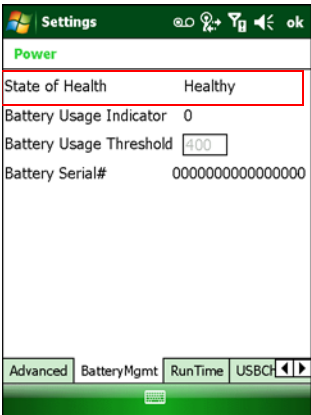 Settings ok
Power
State of Health Healthy
Battery Usage Indicator 0
Battery Usage Threshold 400
Battery Serial# 0000000000000000
Advanced BatteryMgmt RunTime USBCH